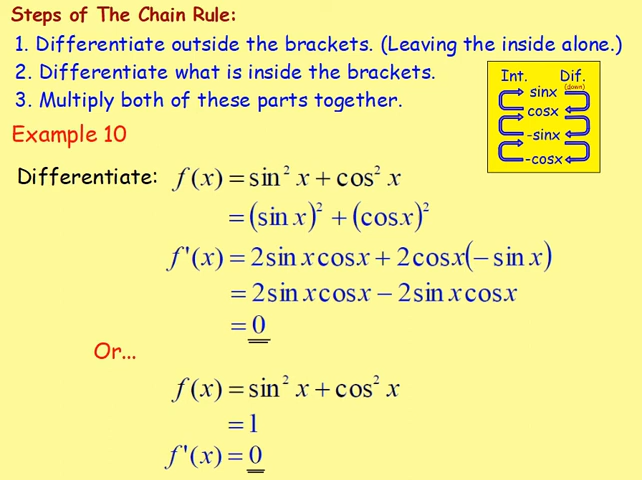 Steps of The Chain Rule:
1. Differentiate outside the brackets. (Leaving the inside alone.)
2. Differentiate what is inside the brackets.
3. Multiply both of these parts together.
Int. Dif.
(down)
sinx
cosx
-sinx
-cosx
Example 10
Differentiate: f(x) = sin² x + cos² x
= (sin x)² + (cos x)²
f'(x) = 2 sin x cos x + 2 cos x(− sin x)
= 2 sin x cos x − 2 sin x cos x
= 0
Or...
f(x) = sin² x + cos² x
= 1
f'(x) = 0